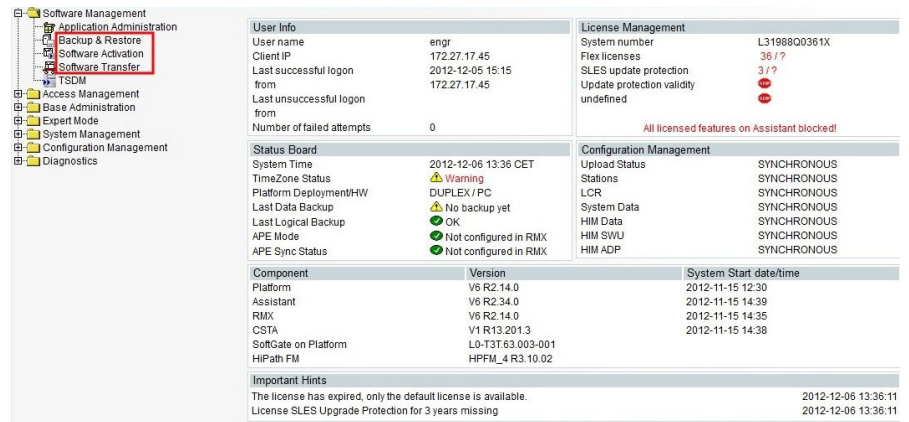 Software Management
Application Administration
Backup & Restore
Software Activation
Software Transfer
TSDM
Access Management
Base Administration
Expert Mode
System Management
Configuration Management
Diagnostics
User Info
User name engr
Client IP 172.27.17.45
Last successful logon 2012-12-05 15:15
from 172.27.17.45
Last unsuccessful logon
from
Number of failed attempts 0
License Management
System number L31988Q0361X
Flex licenses 36 / ?
SLES update protection 3 / ?
Update protection validity STOP
undefined STOP
All licensed features on Assistant blocked!
Status Board
System Time 2012-12-06 13:36 CET
TimeZone Status Warning
Platform Deployment/HW DUPLEX / PC
Last Data Backup No backup yet
Last Logical Backup OK
APE Mode Not configured in RMX
APE Sync Status Not configured in RMX
Configuration Management
Upload Status SYNCHRONOUS
Stations SYNCHRONOUS
LCR SYNCHRONOUS
System Data SYNCHRONOUS
HIM Data SYNCHRONOUS
HIM SWU SYNCHRONOUS
HIM ADP SYNCHRONOUS
Component Version System Start date/time
Platform V6 R2.14.0 2012-11-15 12:30
Assistant V6 R2.34.0 2012-11-15 14:39
RMX V6 R2.14.0 2012-11-15 14:35
CSTA V1 R13.201.3 2012-11-15 14:38
SoftGate on Platform L0-T3T.63.003-001
HiPath FM HPFM_4 R3.10.02
Important Hints
The license has expired, only the default license is available. 2012-12-06 13:36:11
License SLES Upgrade Protection for 3 years missing 2012-12-06 13:36:11